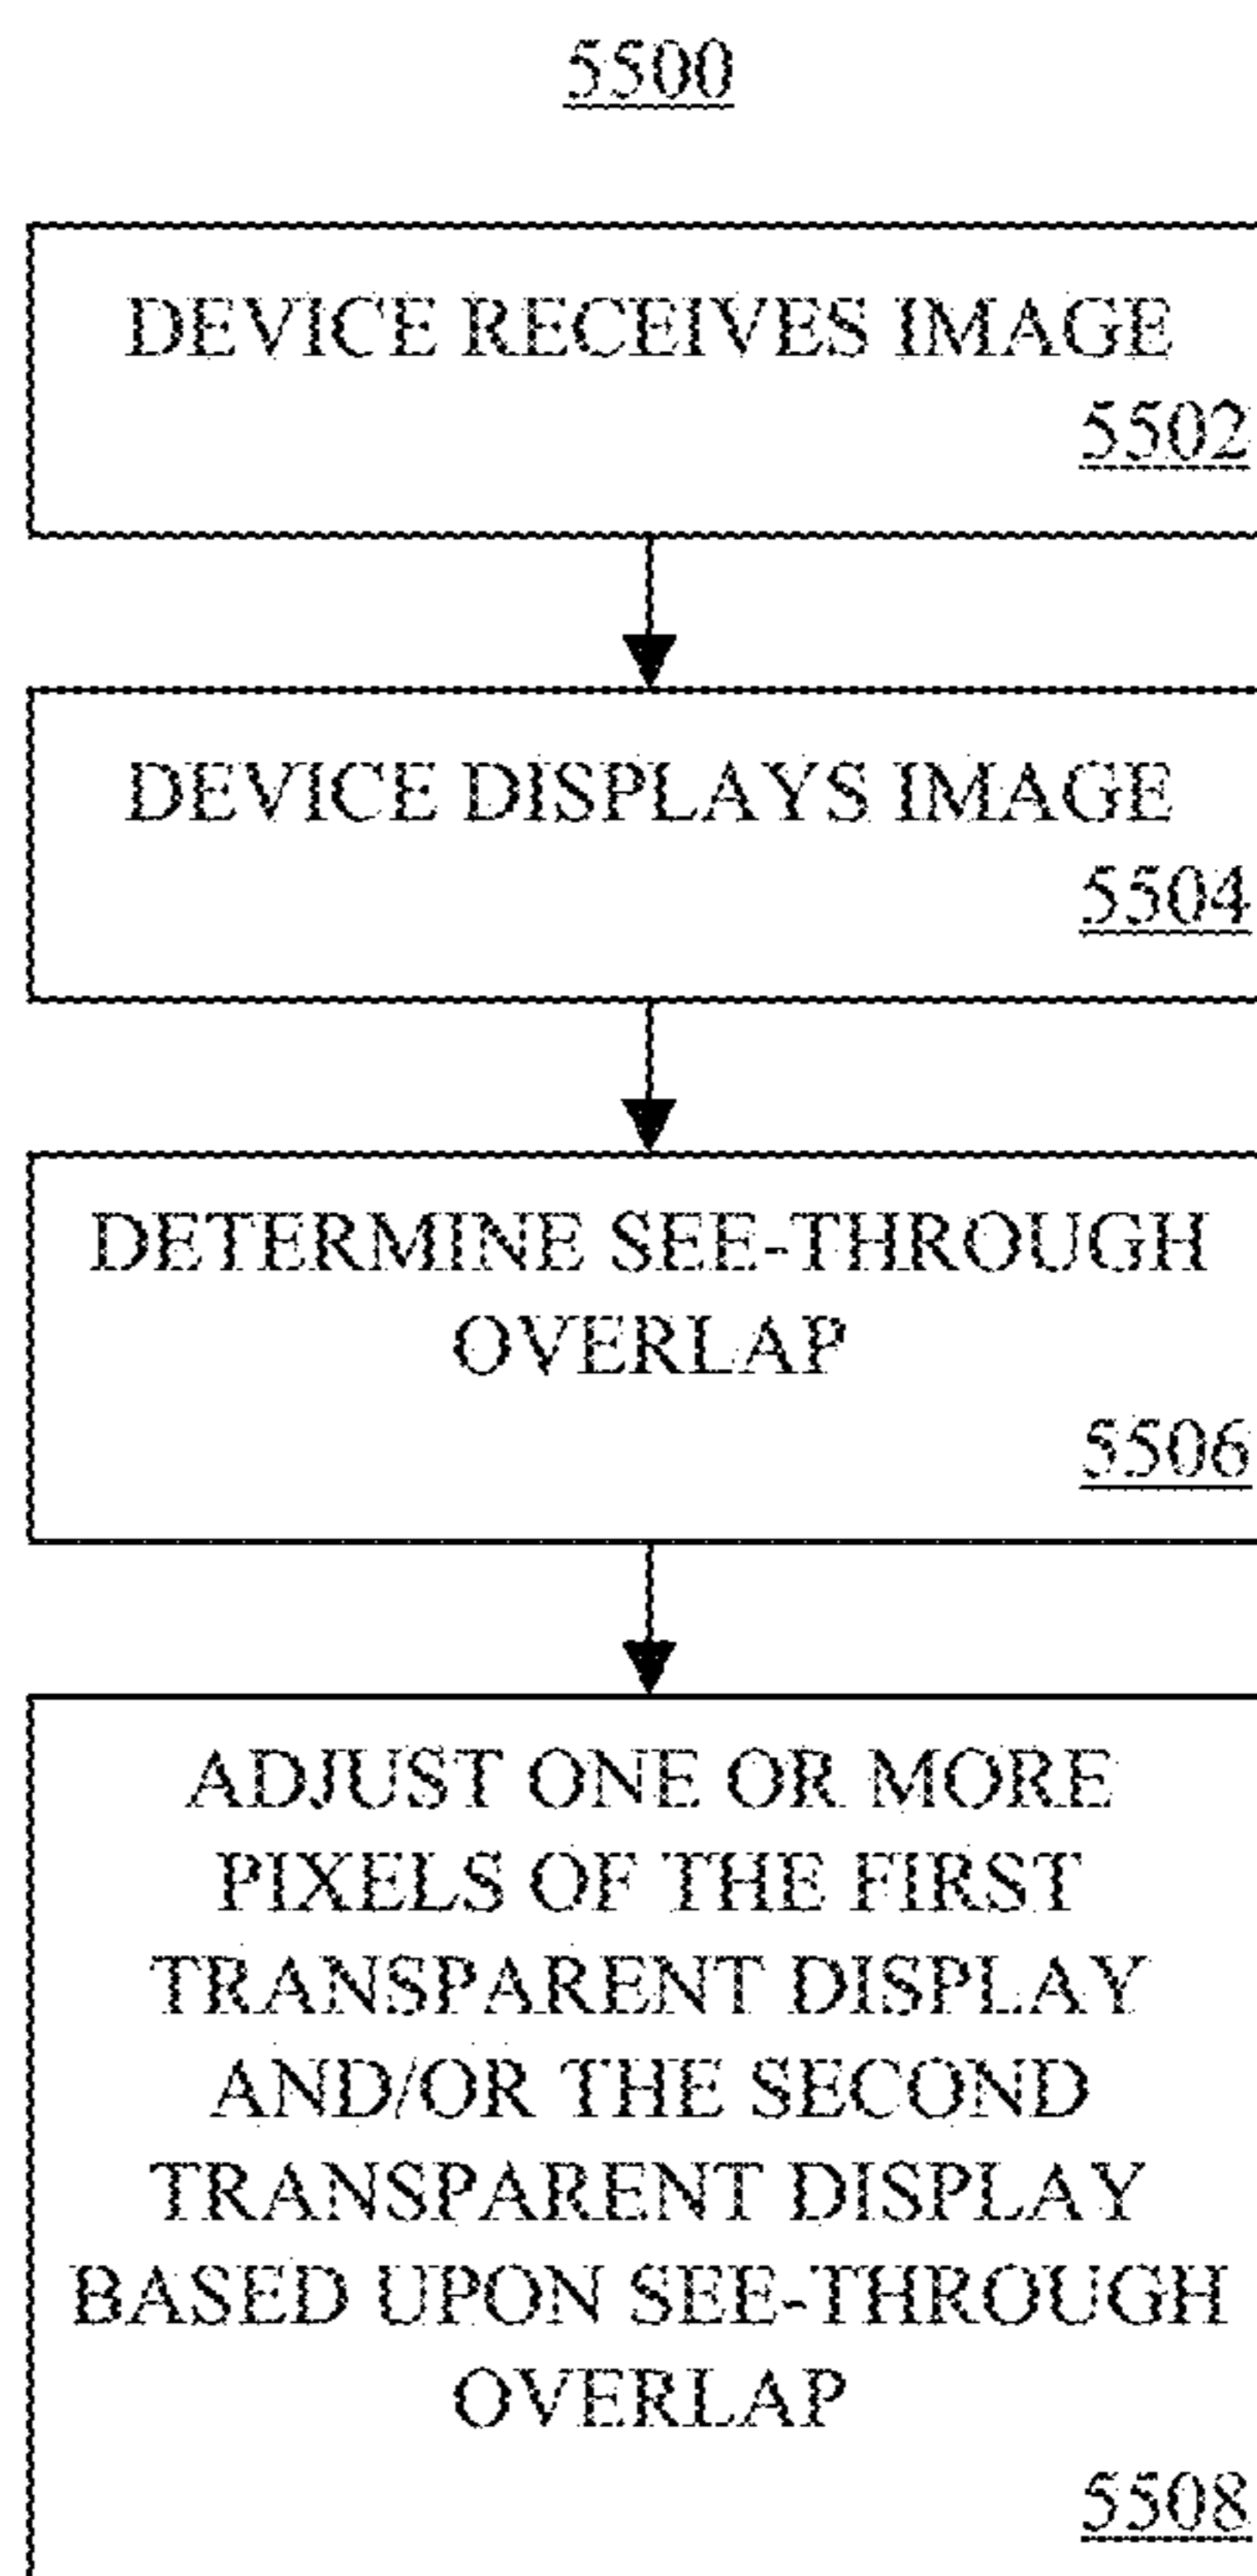 5500
DEVICE RECEIVES IMAGE
5502
DEVICE DISPLAYS IMAGE
5504
DETERMINE SEE-THROUGH
OVERLAP
5506
ADJUST ONE OR MORE
PIXELS OF THE FIRST
TRANSPARENT DISPLAY
AND/OR THE SECOND
TRANSPARENT DISPLAY
BASED UPON SEE-THROUGH
OVERLAP
5508